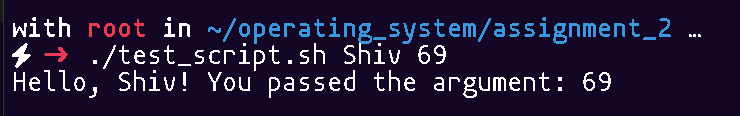 with root in ~/operating_system/assignment_2 …
⚡ → ./test_script.sh Shiv 69
Hello, Shiv! You passed the argument: 69